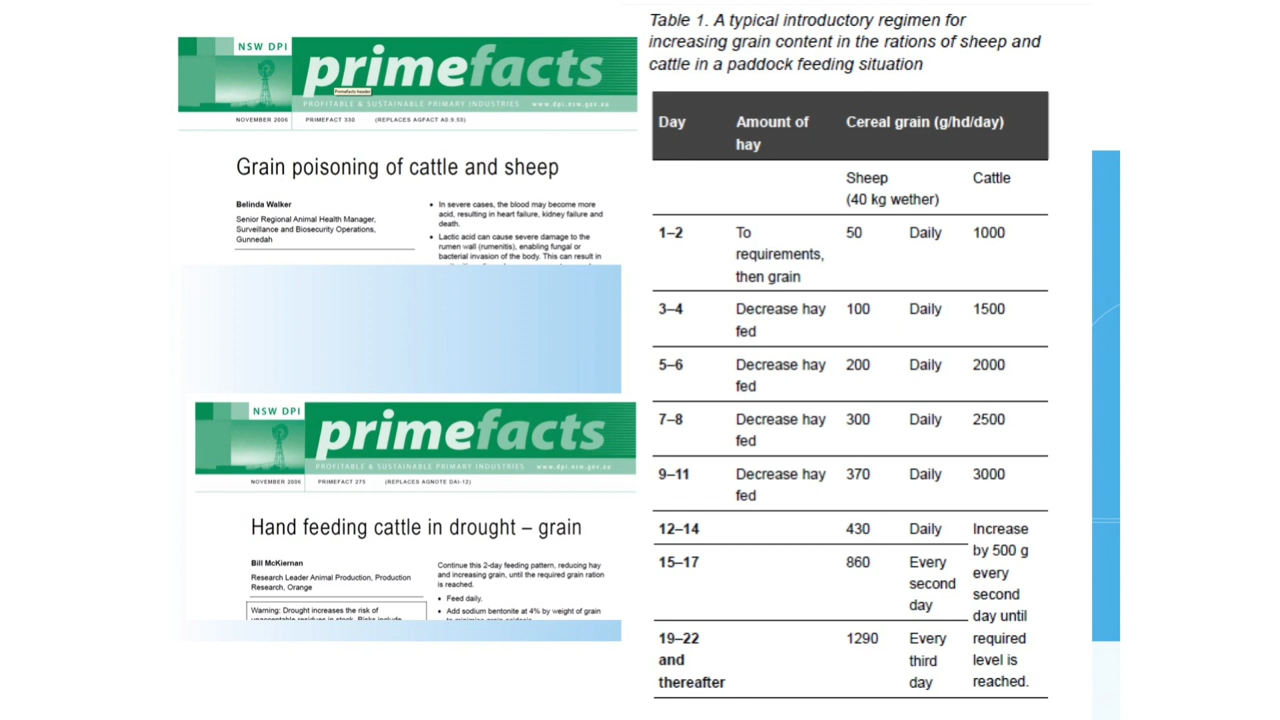 NSW DPI
primefacts
Primefacts header
PROFITABLE & SUSTAINABLE PRIMARY INDUSTRIES www.dpi.nsw.gov.au
NOVEMBER 2006 PRIMEFACT 330 (REPLACES AGFACT A0.9.53)
Grain poisoning of cattle and sheep
Belinda Walker
Senior Regional Animal Health Manager,
Surveillance and Biosecurity Operations,
Gunnedah
• In severe cases, the blood may become more
acid, resulting in heart failure, kidney failure and
death.
• Lactic acid can cause severe damage to the
rumen wall (rumenitis), enabling fungal or
bacterial invasion of the body. This can result in
NSW DPI
primefacts
PROFITABLE & SUSTAINABLE PRIMARY INDUSTRIES www.dpi.nsw.gov.au
NOVEMBER 2006 PRIMEFACT 275 (REPLACES AGNOTE DAI-12)
Hand feeding cattle in drought – grain
Bill McKiernan
Research Leader Animal Production, Production
Research, Orange
Warning: Drought increases the risk of
unacceptable residues in stock. Risks include
Continue this 2-day feeding pattern, reducing hay
and increasing grain, until the required grain ration
is reached.
• Feed daily.
• Add sodium bentonite at 4% by weight of grain
Table 1. A typical introductory regimen for
increasing grain content in the rations of sheep and
cattle in a paddock feeding situation
Day Amount of Cereal grain (g/hd/day)
hay
Sheep Cattle
(40 kg wether)
1–2 To 50 Daily 1000
requirements,
then grain
3–4 Decrease hay 100 Daily 1500
fed
5–6 Decrease hay 200 Daily 2000
fed
7–8 Decrease hay 300 Daily 2500
fed
9–11 Decrease hay 370 Daily 3000
fed
12–14 430 Daily Increase
by 500 g
15–17 860 Every every
second second
day day until
19–22 1290 Every required
and third level is
thereafter day reached.